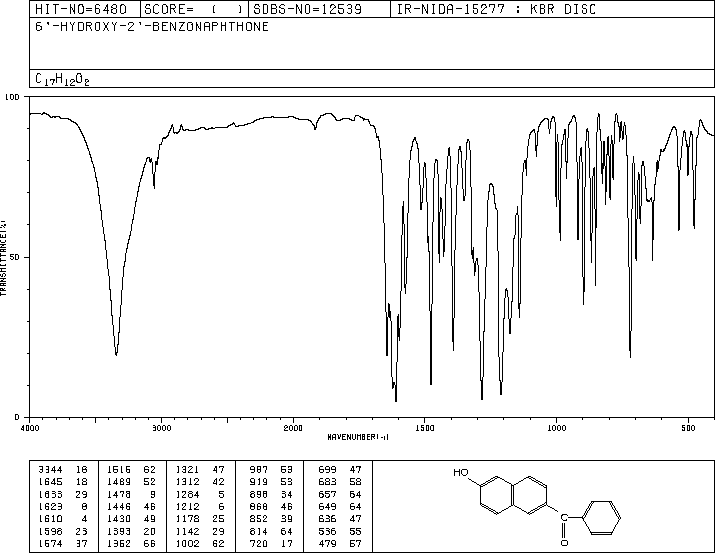 HIT-NO=6480 SCORE= ( ) SDBS-NO=12539 IR-NIDA-15277 : KBR DISC
6'-HYDROXY-2'-BENZONAPHTHONE
C17H12O2
100
50
0
TRANSMITTANCE(%)
4000 3000 2000 1500 1000 500
WAVENUMBER(-1)
3344 18 1515 62 1321 47 987 53 699 47
1645 18 1489 52 1312 42 919 53 683 58
1633 29 1478 9 1284 5 898 34 657 64
1623 8 1446 46 1212 6 868 46 649 64
1610 4 1430 49 1178 25 852 39 636 47
1598 23 1393 20 1142 29 814 64 536 55
1574 37 1352 66 1002 62 720 17 479 57
HO
C
O